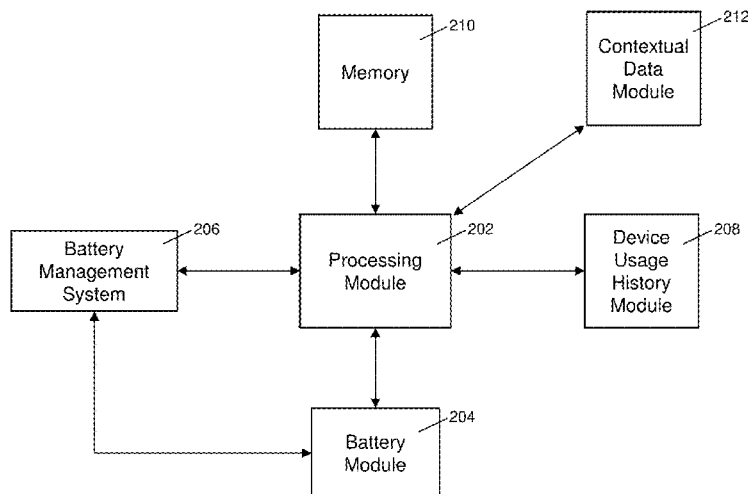 210
Memory
212
Contextual
Data
Module
206
Battery
Management
System
202
Processing
Module
208
Device
Usage
History
Module
204
Battery
Module